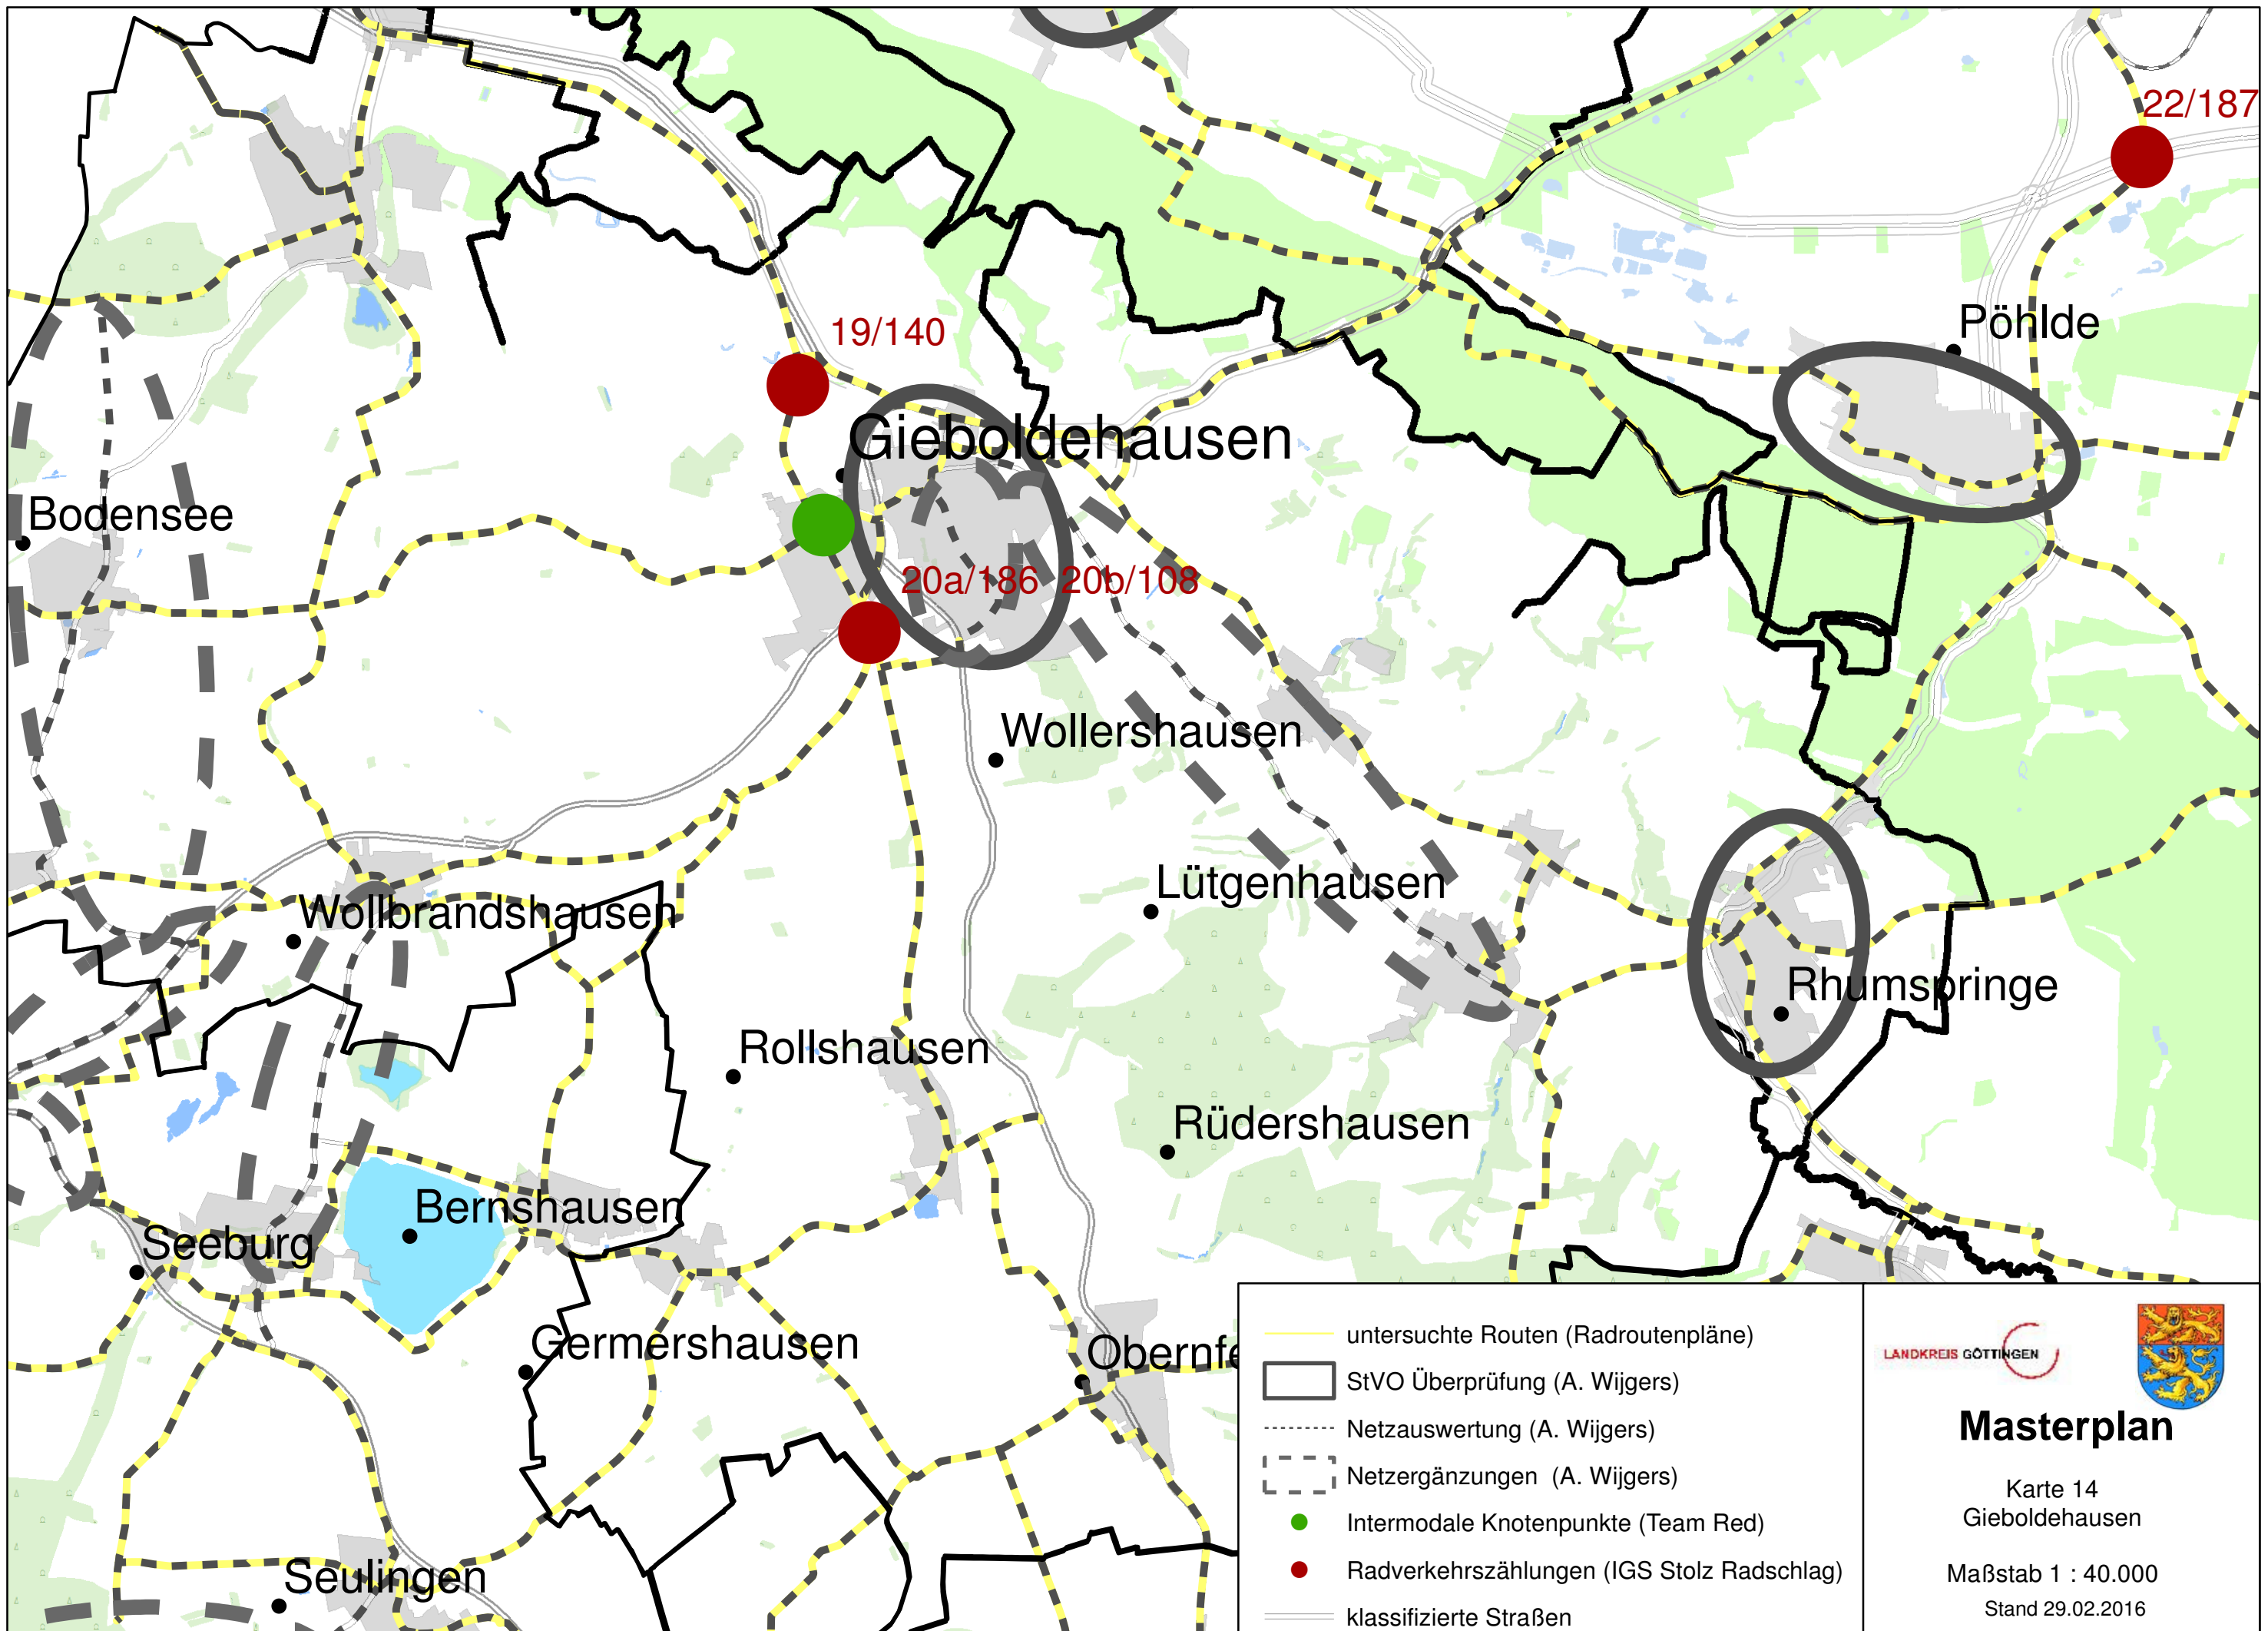 22/187
19/140
Pöhlde
Gieboldehausen
Bodensee
20a/186 20b/108
Wollershausen
Lütgenhausen
Wollbrandshausen
Rhumspringe
Rollshausen
Rüdershausen
Bernshausen
Seeburg
Germershausen
Obernfe
Seulingen
untersuchte Routen (Radroutenpläne)
StVO Überprüfung (A. Wijgers)
Netzauswertung (A. Wijgers)
Netzergänzungen (A. Wijgers)
Intermodale Knotenpunkte (Team Red)
Radverkehrszählungen (IGS Stolz Radschlag)
klassifizierte Straßen
LANDKREIS GÖTTINGEN
Masterplan
Karte 14
Gieboldehausen
Maßstab 1 : 40.000
Stand 29.02.2016